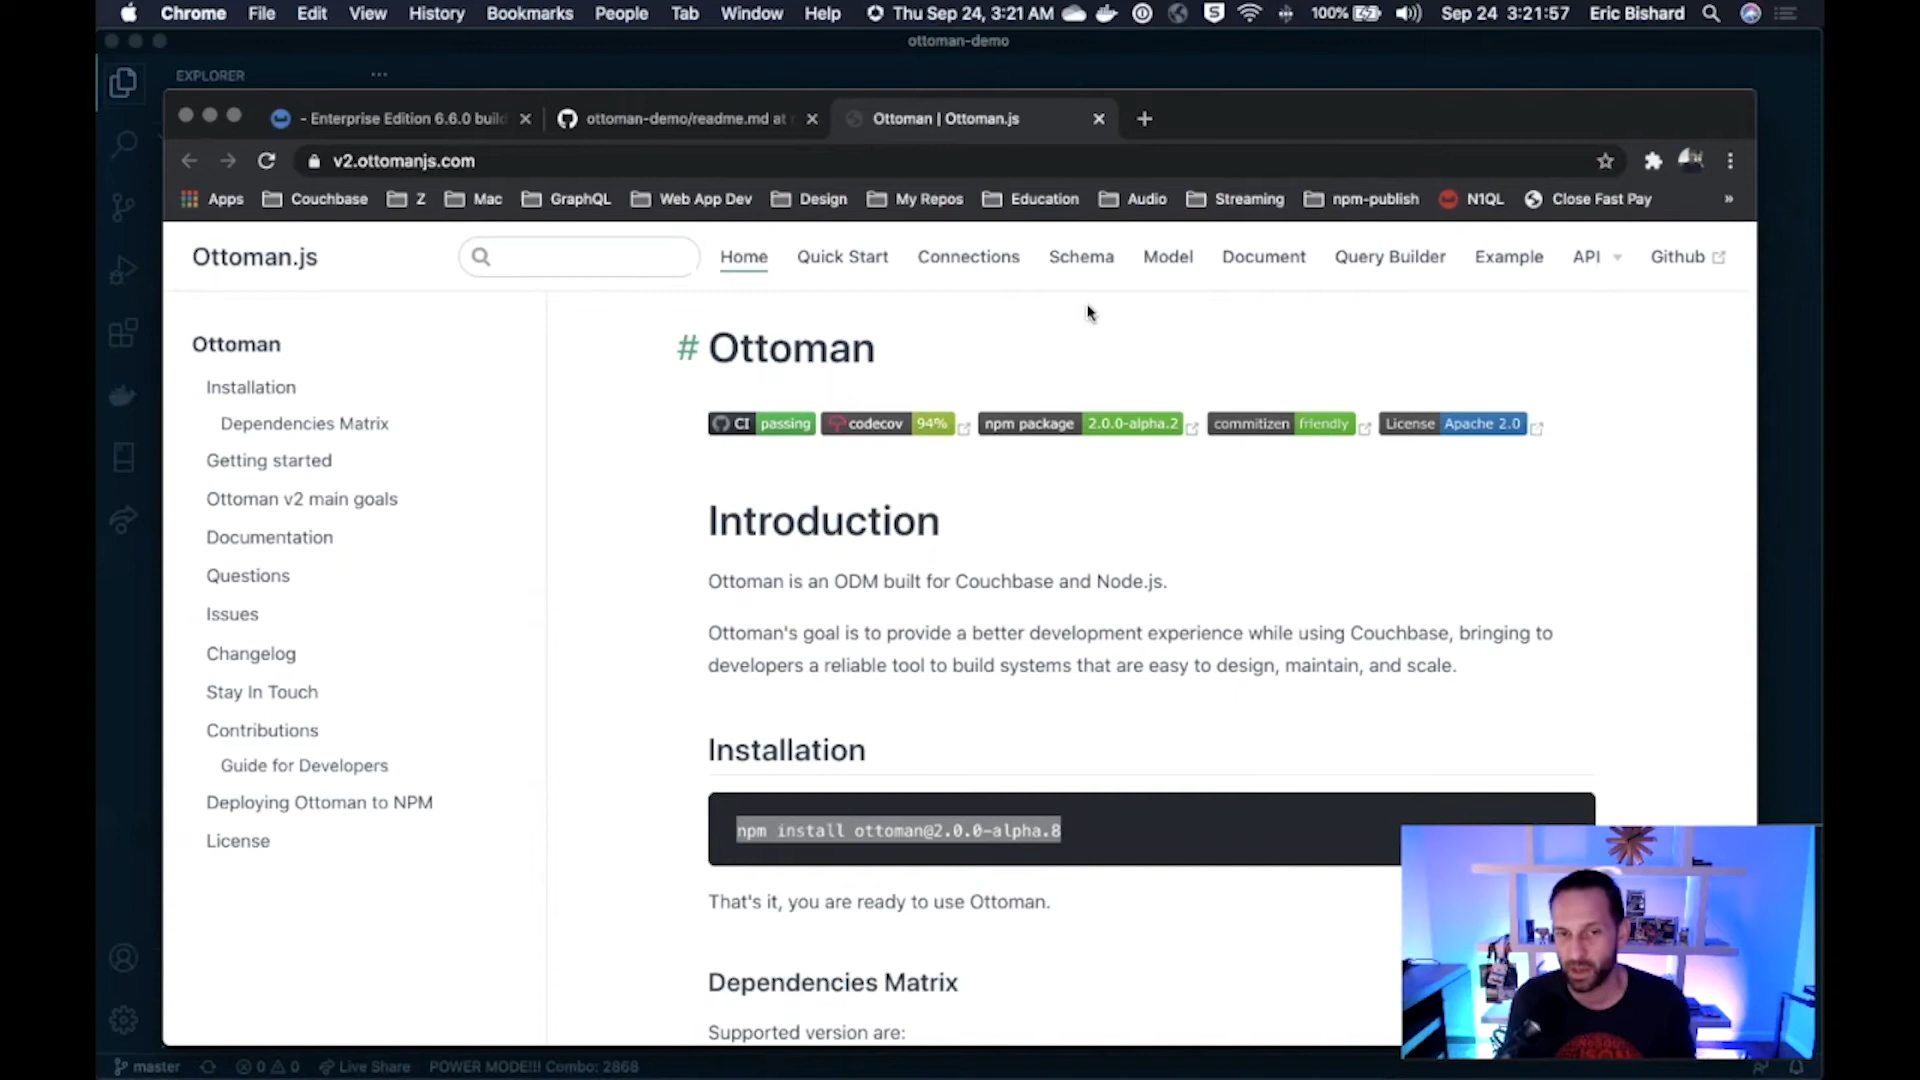 Chrome File Edit View History Bookmarks People Tab Window Help Thu Sep 24, 3:21 AM 100% Sep 24 3:21:57 Eric Bishard
ottoman-demo
EXPLORER ...
- Enterprise Edition 6.6.0 build
ottoman-demo/readme.md at
Ottoman | Ottoman.js
v2.ottomanjs.com
Apps Couchbase Z Mac GraphQL Web App Dev Design My Repos Education Audio Streaming npm-publish N1QL Close Fast Pay »
Ottoman.js
Home Quick Start Connections Schema Model Document Query Builder Example API Github
Ottoman
Installation
Dependencies Matrix
Getting started
Ottoman v2 main goals
Documentation
Questions
Issues
Changelog
Stay In Touch
Contributions
Guide for Developers
Deploying Ottoman to NPM
License
# Ottoman
CI passing codecov 94% npm package 2.0.0-alpha.2 commitizen friendly License Apache 2.0
Introduction
Ottoman is an ODM built for Couchbase and Node.js.
Ottoman's goal is to provide a better development experience while using Couchbase, bringing to
developers a reliable tool to build systems that are easy to design, maintain, and scale.
Installation
npm install ottoman@2.0.0-alpha.8
That's it, you are ready to use Ottoman.
Dependencies Matrix
Supported version are:
JSON
master 0 0 Live Share POWER MODE!!! Combo: 2868